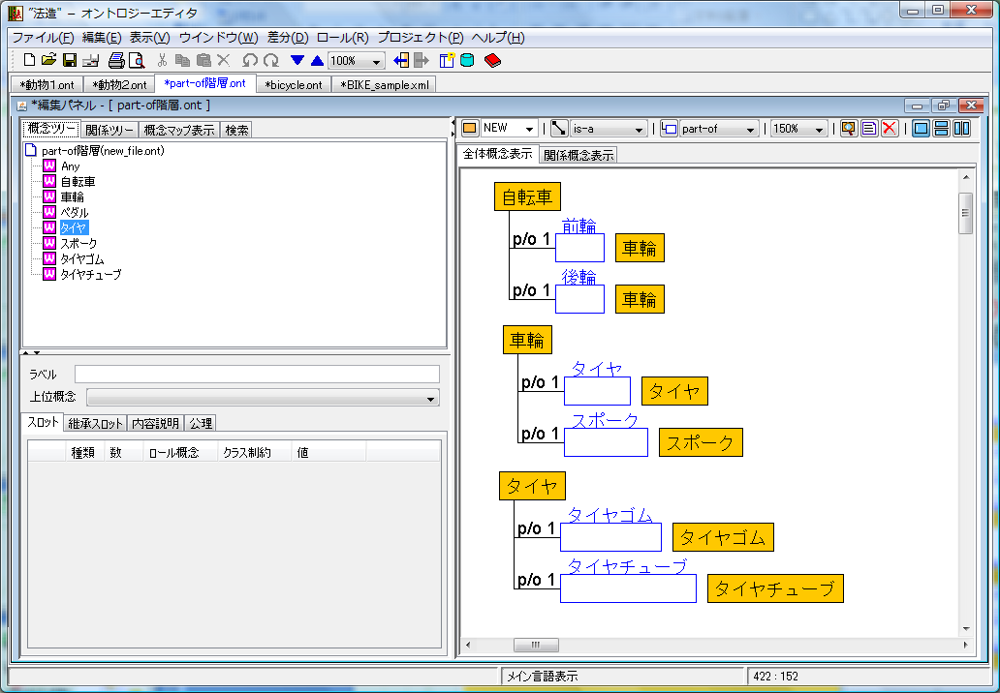 "法造" − オントロジーエディタ
ファイル(F) 編集(E) 表示(V) ウインドウ(W) 差分(D) ロール(R) プロジェクト(P) ヘルプ(H)
100%
*動物1.ont *動物2.ont *part-of階層.ont *bicycle.ont *BIKE_sample.xml
*編集パネル - [ part-of階層.ont ]
概念ツリー 関係ツリー 概念マップ表示 検索
part-of階層(new_file.ont)
Any
自転車
車輪
ペダル
タイヤ
スポーク
タイヤゴム
タイヤチューブ
ラベル
上位概念
スロット 継承スロット 内容説明 公理
種類 数 ロール概念 クラス制約 値
NEW is-a part-of 150%
全体概念表示 関係概念表示
自転車
前輪
p/o 1 車輪
後輪
p/o 1 車輪
車輪
タイヤ
p/o 1 タイヤ
スポーク
p/o 1 スポーク
タイヤ
タイヤゴム
p/o 1 タイヤゴム
タイヤチューブ
p/o 1 タイヤチューブ
メイン言語表示 422 : 152